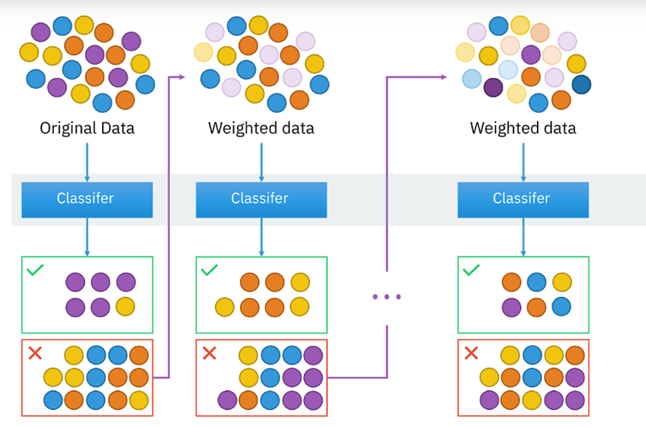 Original Data
Weighted data
Weighted data
Classifer
Classifer
Classifer